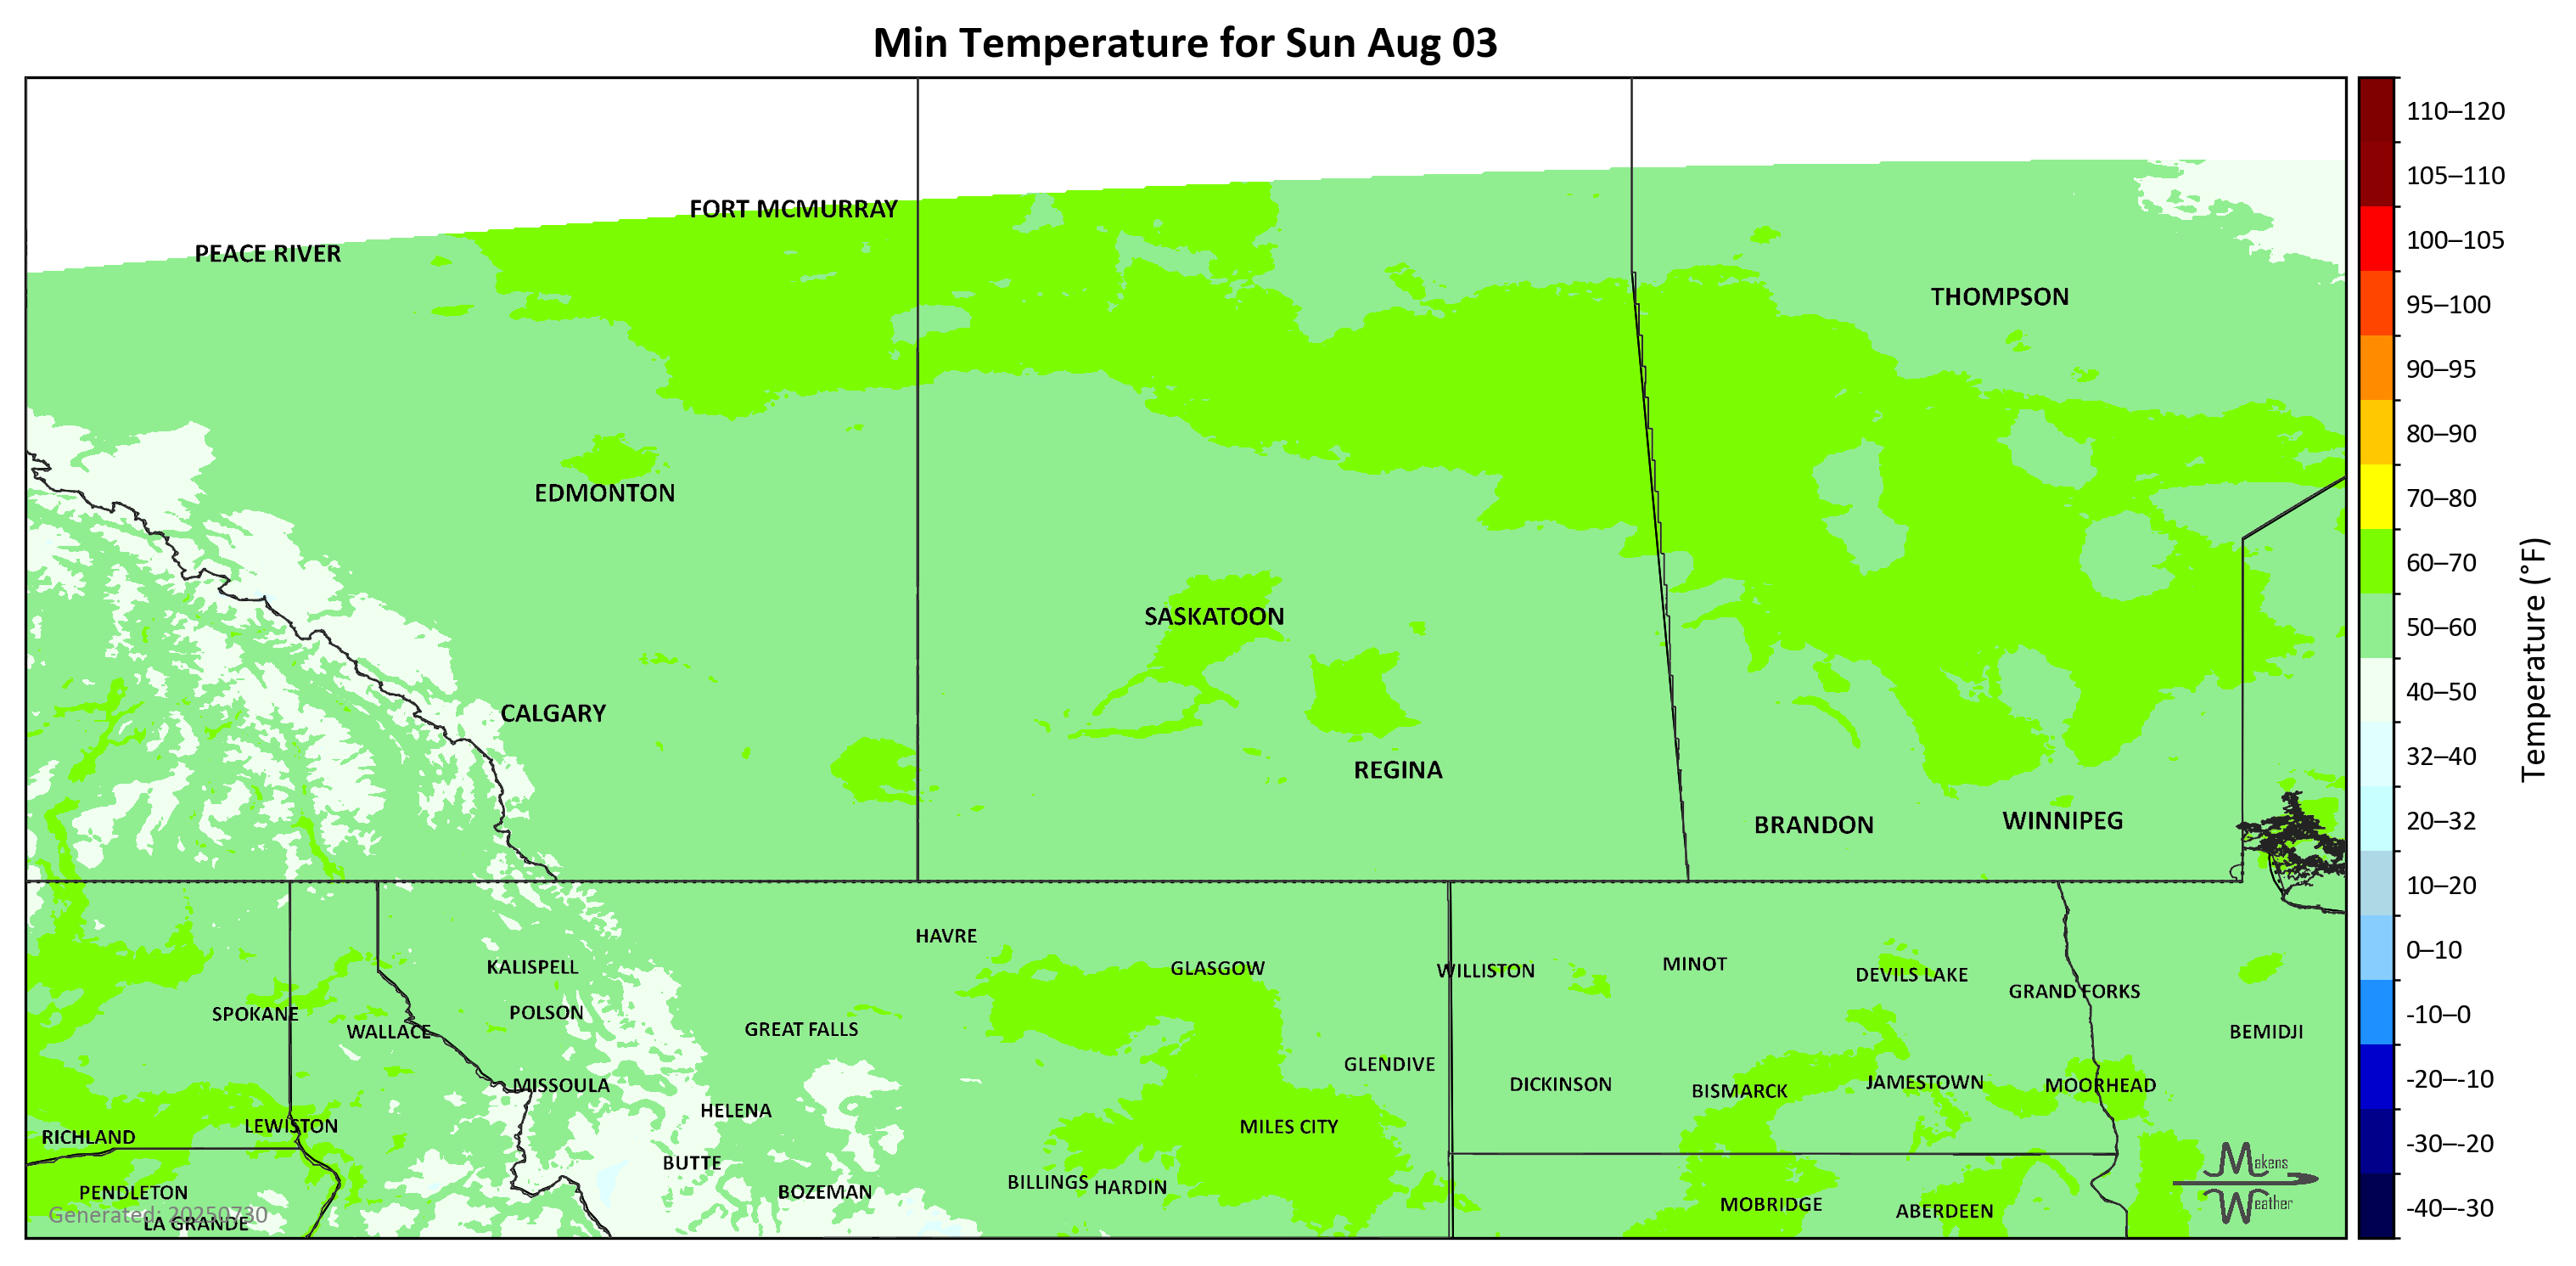 Min Temperature for Sun Aug 03
110–120
105–110
100–105
95–100
90–95
80–90
70–80
60–70
50–60
40–50
32–40
20–32
10–20
0–10
-10–0
-20–-10
-30–-20
-40–-30
Temperature (°F)
FORT MCMURRAY
PEACE RIVER
THOMPSON
EDMONTON
SASKATOON
CALGARY
REGINA
BRANDON
WINNIPEG
HAVRE
KALISPELL
GLASGOW
WILLISTON
MINOT
DEVILS LAKE
GRAND FORKS
SPOKANE
POLSON
WALLACE
GREAT FALLS
BEMIDJI
GLENDIVE
MISSOULA
DICKINSON
BISMARCK
JAMESTOWN
MOORHEAD
HELENA
LEWISTON
MILES CITY
RICHLAND
BUTTE
PENDLETON
BOZEMAN
BILLINGS
HARDIN
MOBRIDGE
ABERDEEN
LA GRANDE
Generated: 20250730
Makens
Weather